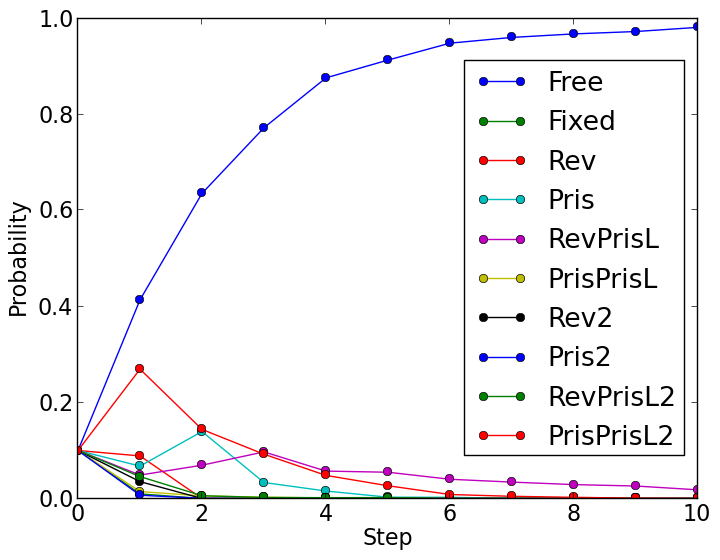 1.0
0.8
0.6
0.4
0.2
0.0
Probability
0 2 4 6 8 10
Step
Free
Fixed
Rev
Pris
RevPrisL
PrisPrisL
Rev2
Pris2
RevPrisL2
PrisPrisL2